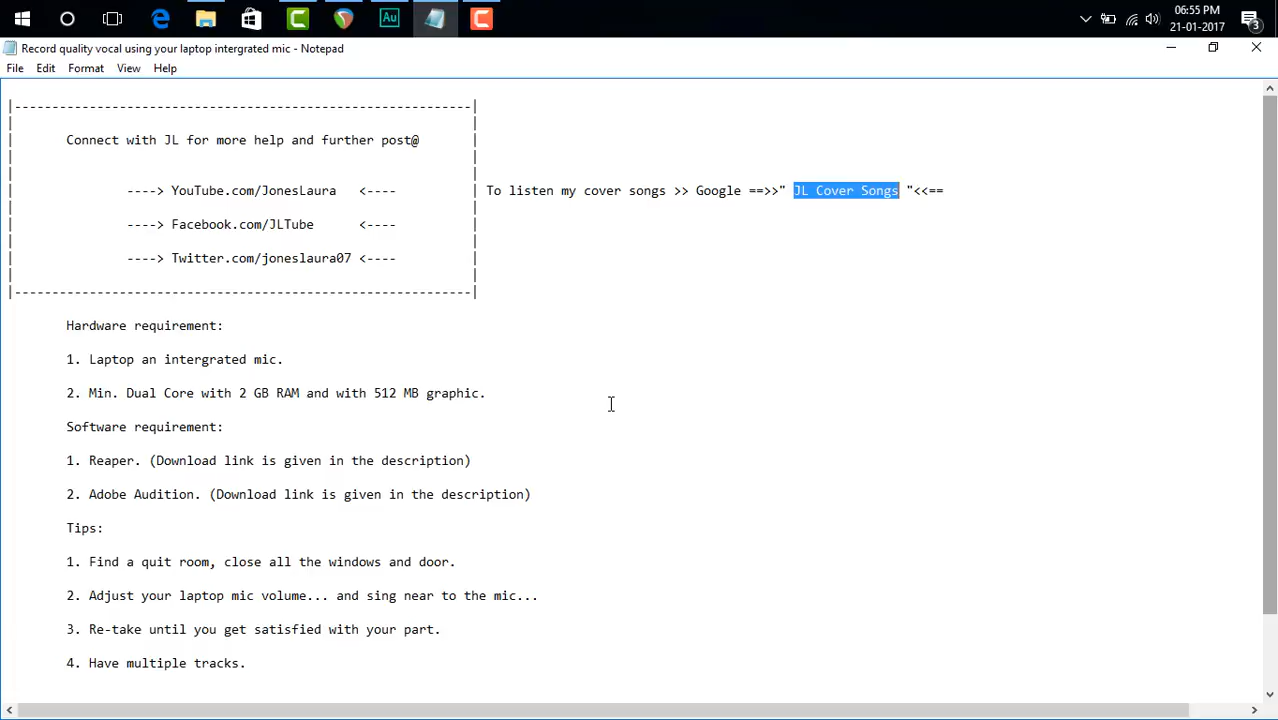 Au
06:55 PM
21-01-2017
3
Record quality vocal using your laptop intergrated mic - Notepad
File Edit Format View Help
|-------------------------------------------------------------|
Connect with JL for more help and further post@
----> YouTube.com/JonesLaura <---- | To listen my cover songs >> Google ==>>" JL Cover Songs "<<==
----> Facebook.com/JLTube <----
----> Twitter.com/joneslaura07 <----
|-------------------------------------------------------------|
Hardware requirement:
1. Laptop an intergrated mic.
2. Min. Dual Core with 2 GB RAM and with 512 MB graphic.
Software requirement:
1. Reaper. (Download link is given in the description)
2. Adobe Audition. (Download link is given in the description)
Tips:
1. Find a quit room, close all the windows and door.
2. Adjust your laptop mic volume... and sing near to the mic...
3. Re-take until you get satisfied with your part.
4. Have multiple tracks.